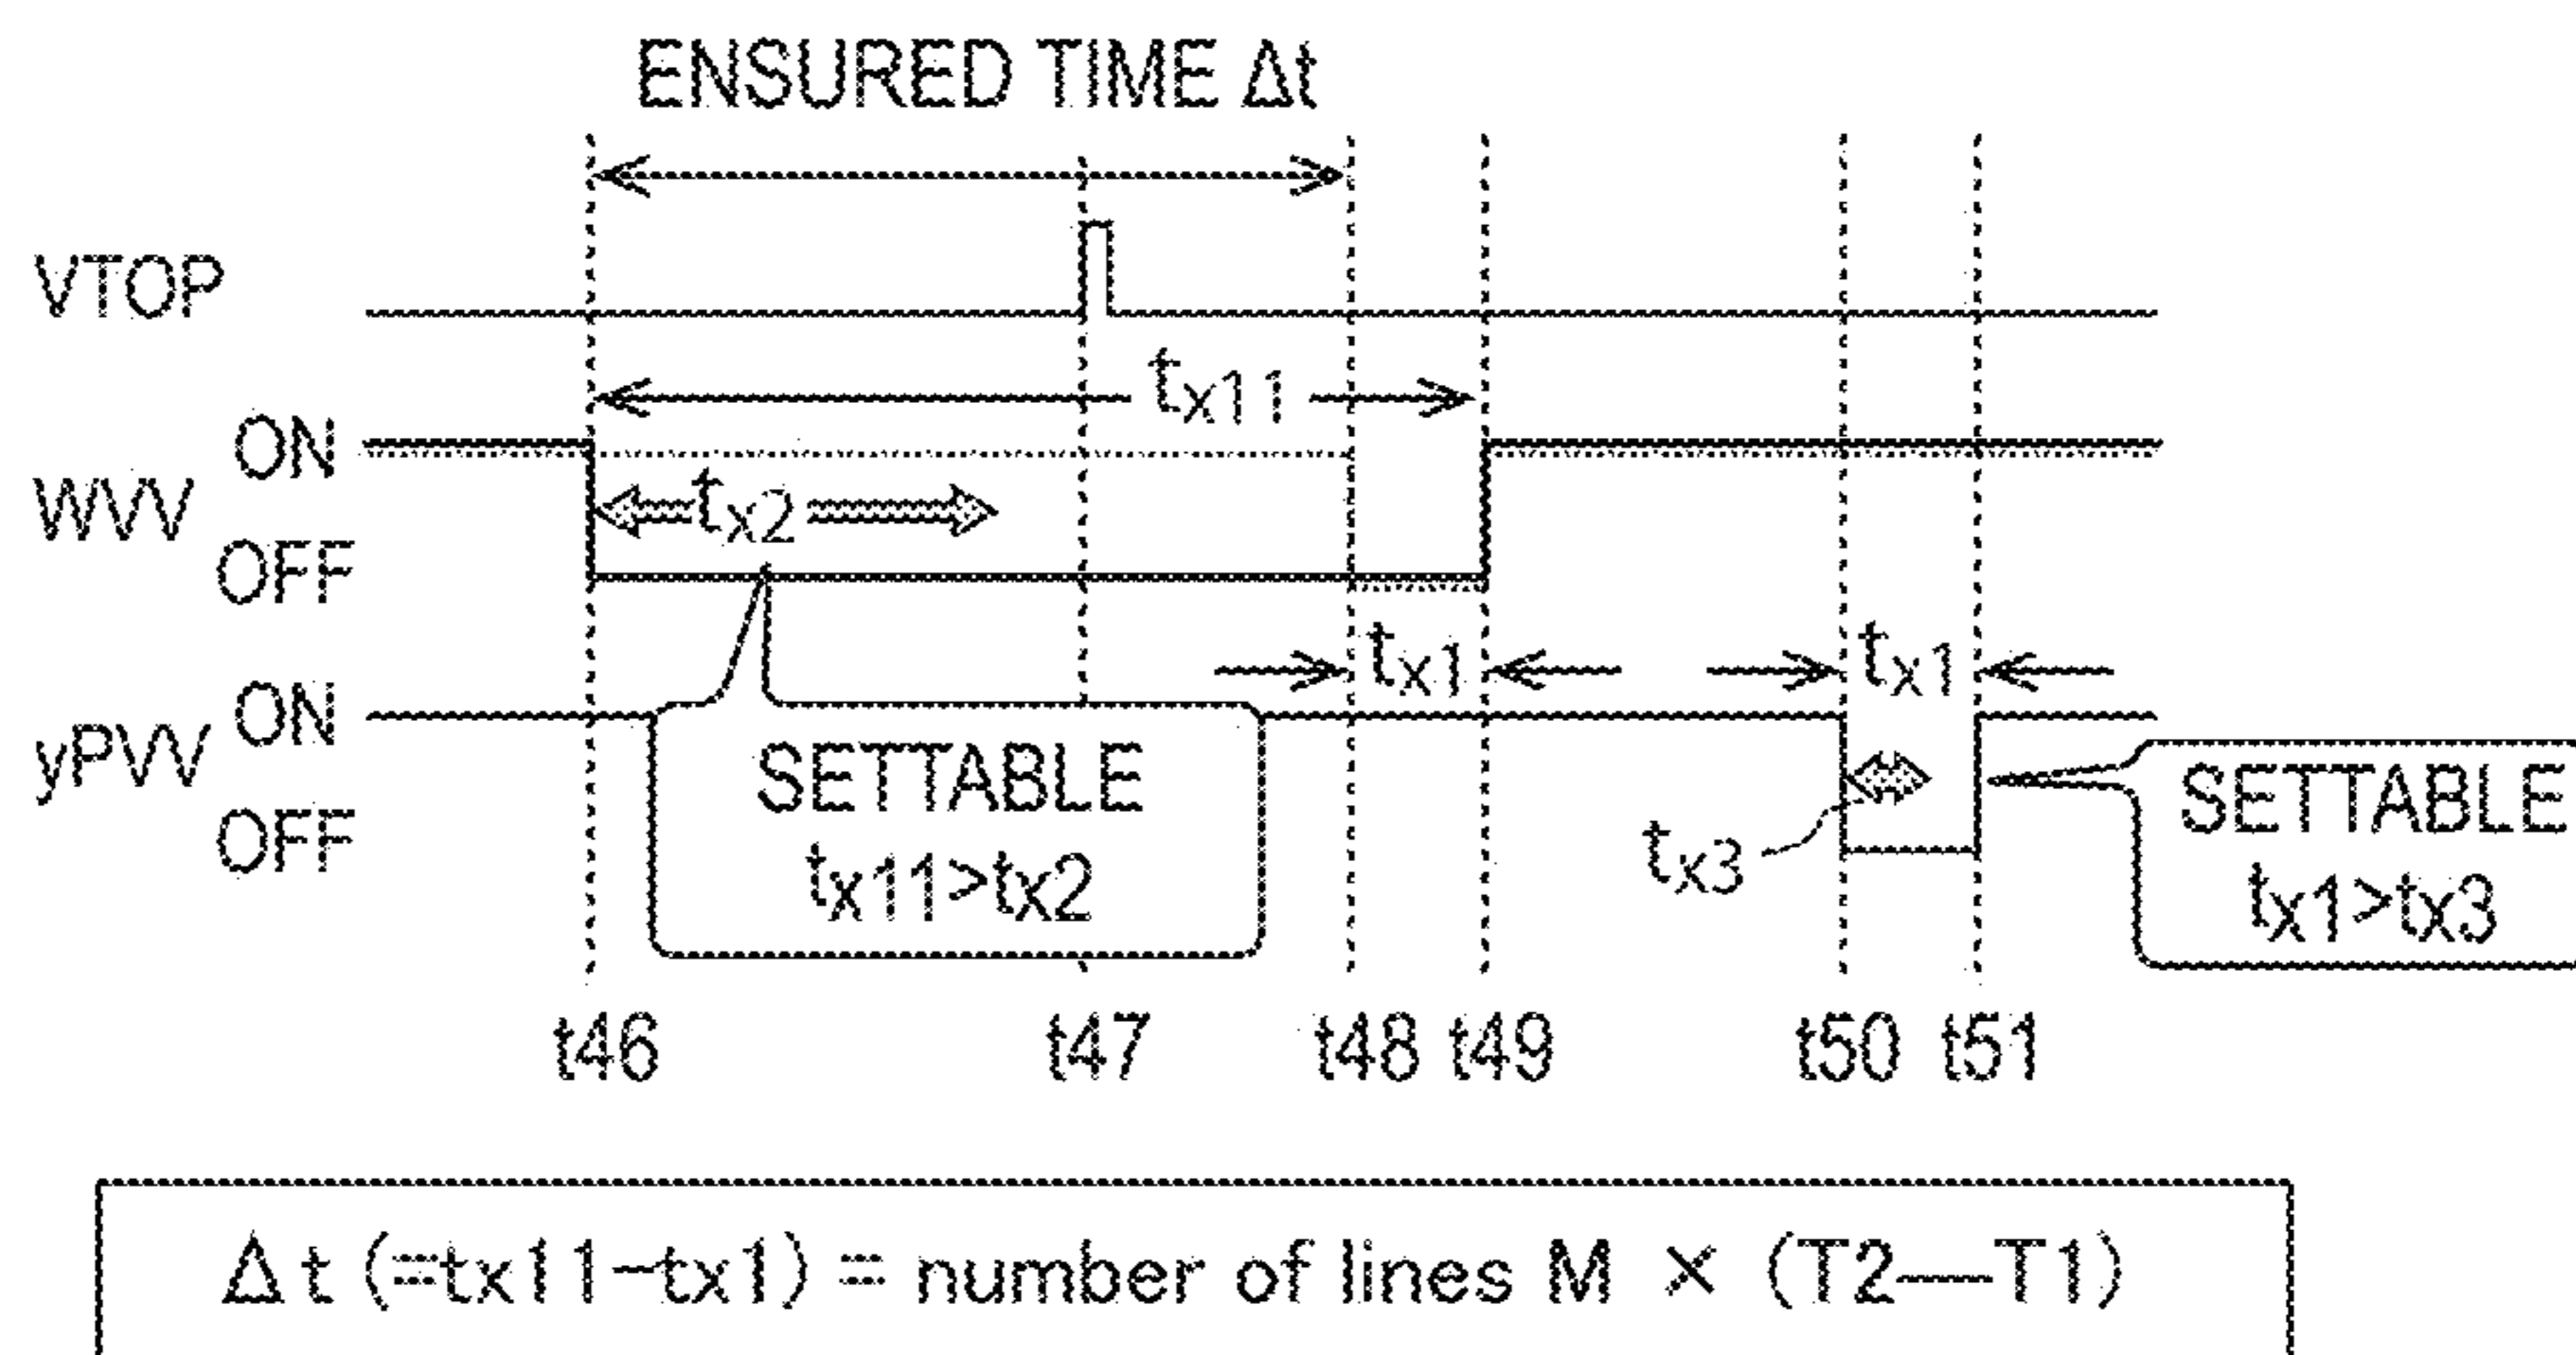 ENSURED TIME Δt
VTOP
tx11
WVV ON
OFF
tx2
tx1
tx1
yPVV ON
OFF
SETTABLE
tx11>tx2
tx3
SETTABLE
tx1>tx3
t46 t47 t48 t49 t50 t51
Δt (=tx11-tx1) = number of lines M × (T2—T1)